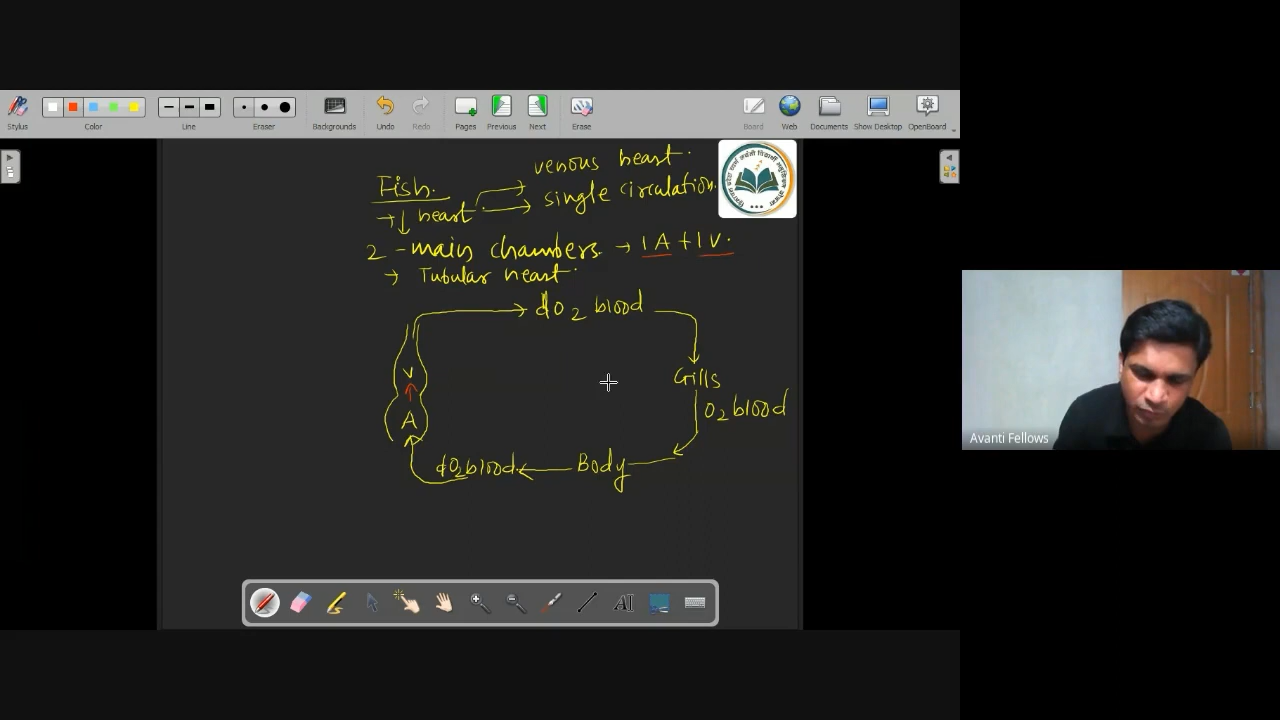 Stylus
Color
Line
Eraser
Backgrounds
Undo
Redo
Pages
Previous
Next
Erase
Board
Web
Documents
Show Desktop
OpenBoard
venous heart.
Fish.
single circulation.
→ heart
2 - main chambers. → 1 A + 1 V.
→ Tubular heart.
dO2 blood
V
Gills
A
O2 blood
dO2 blood
Body
Avanti Fellows